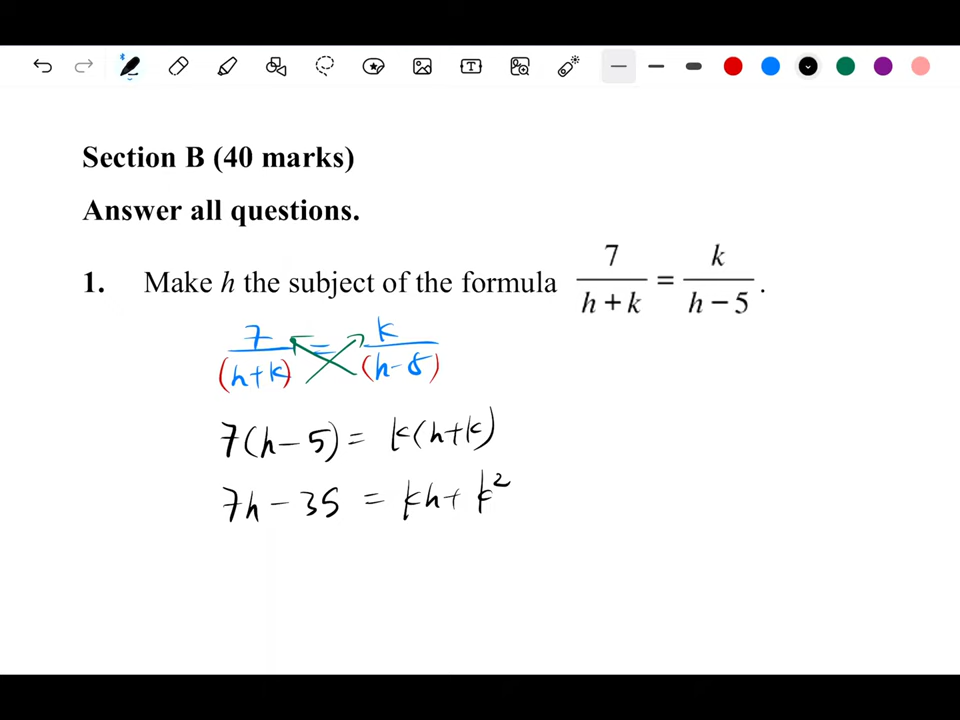 Section B (40 marks)
Answer all questions.
1. Make h the subject of the formula 7/(h + k) = k/(h − 5).
7/(h+k) = k/(h-5)
7(h-5) = k(h+k)
7h - 35 = kh + k²